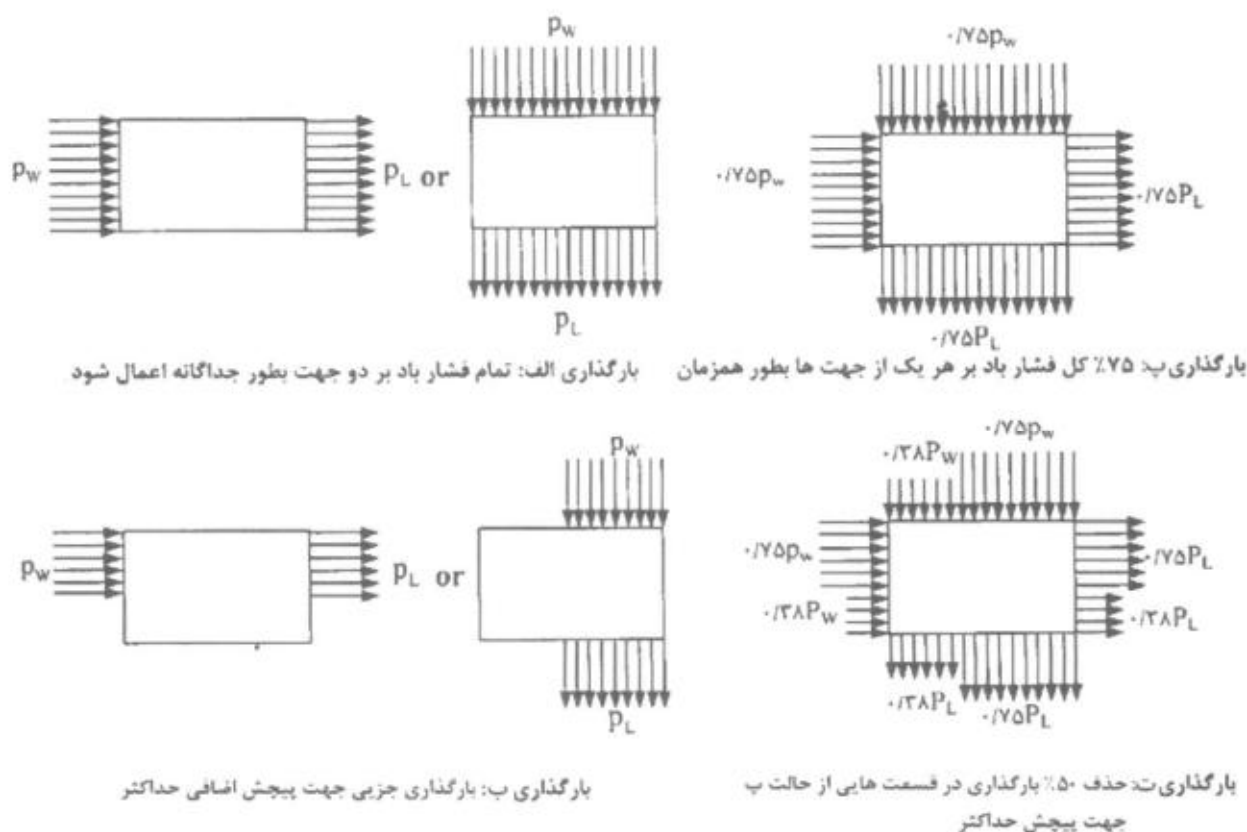 pw
pw
pL or
pL
۰/۷۵pw
۰/۷۵pw
۰/۷۵PL
۰/۷۵PL
بارگذاری الف: تمام فشار باد بر دو جهت بطور جداگانه اعمال شود
بارگذاری پ: ۷۵٪ کل فشار باد بر هر یک از جهت ها بطور همزمان
pw
pw
pL or
pL
۰/۷۵pw
۰/۳۸Pw
۰/۷۵pw
۰/۷۵PL
۰/۳۸PW
۰/۳۸PL
۰/۳۸PL
۰/۷۵PL
بارگذاری ب: بارگذاری جزیی جهت پیچش اضافی حداکثر
بارگذاری ت: حذف ۵۰٪ بارگذاری در قسمت هایی از حالت پ
جهت پیچش حداکثر